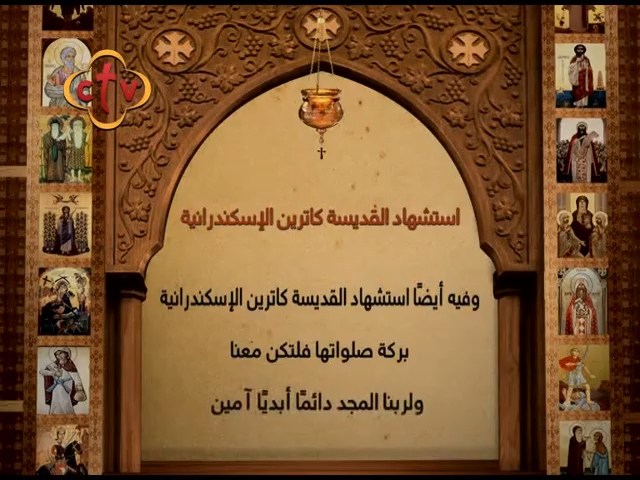 ctv
استشهاد القديسة كاترين الإسكندرانية
وفيه أيضًا استشهاد القديسة كاترين الإسكندرانية
بركة صلواتها فلتكن معنا
ولربنا المجد دائمًا أبديًا آمين